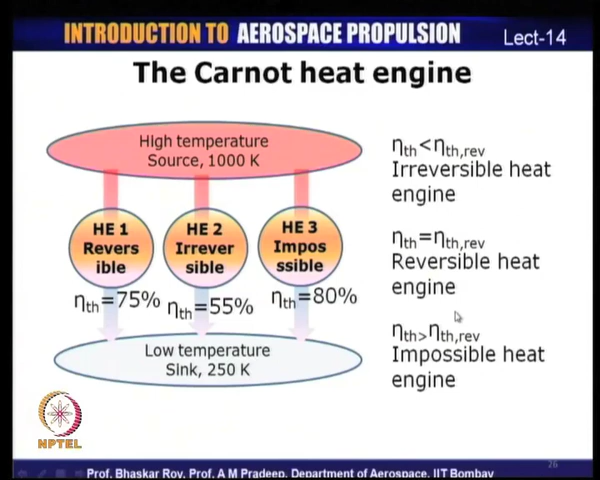 INTRODUCTION TO AEROSPACE PROPULSION
Lect-14
The Carnot heat engine
High temperature
Source, 1000 K
HE 1
Revers
ible
HE 2
Irrever
sible
HE 3
Impos
ssible
ηth=75%
ηth=55%
ηth=80%
Low temperature
Sink, 250 K
ηth<ηth,rev
Irreversible heat
engine
ηth=ηth,rev
Reversible heat
engine
ηth>ηth,rev
Impossible heat
engine
NPTEL
26
Prof. Bhaskar Roy, Prof. A M Pradeep, Department of Aerospace, IIT Bombay